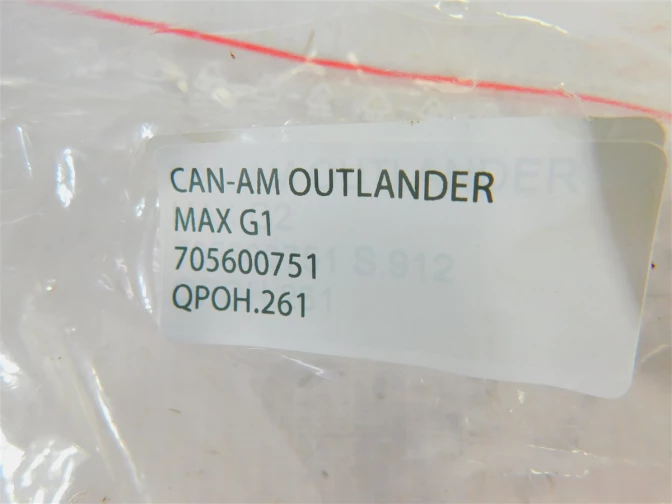 CAN-AM OUTLANDER
MAX G1
705600751
QPOH.261